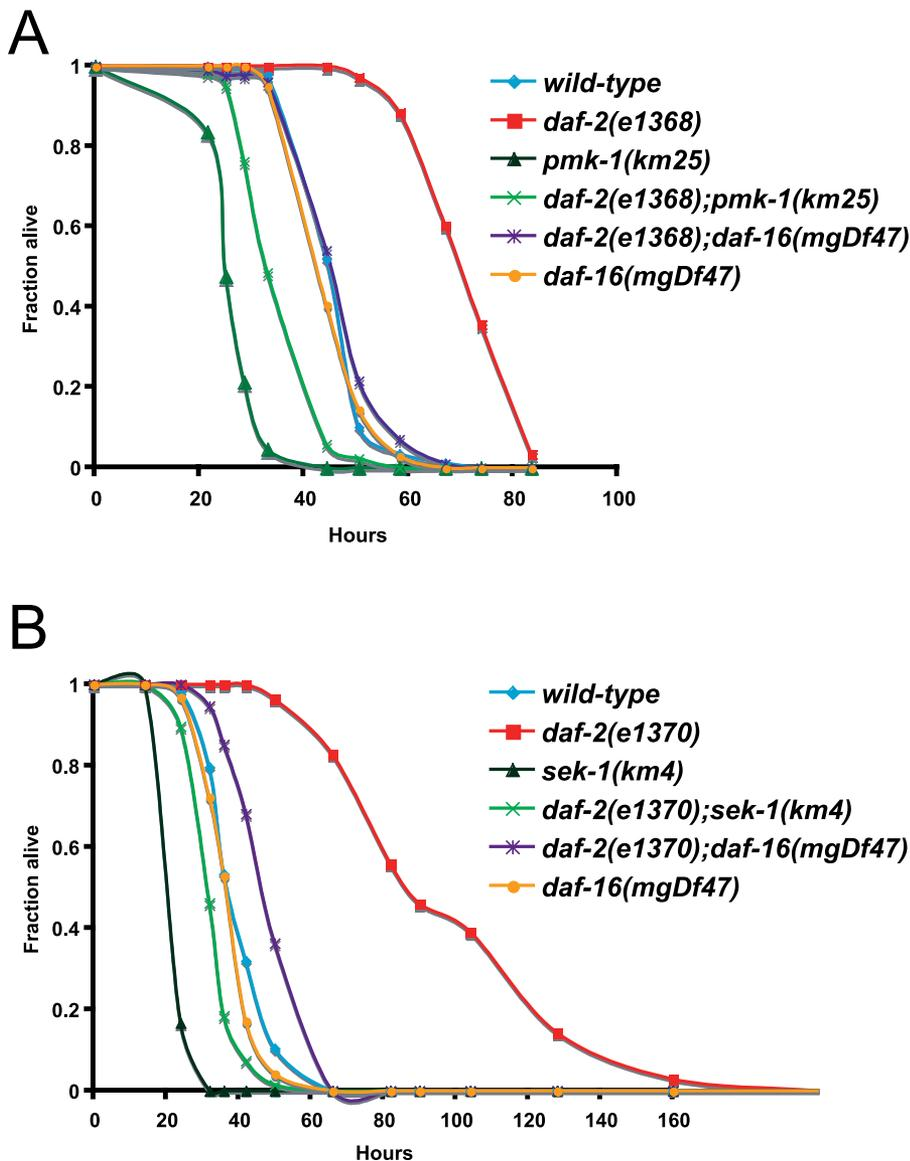 A
1
0.8
0.6
0.4
0.2
0
Fraction alive
0 20 40 60 80 100
Hours
wild-type
daf-2(e1368)
pmk-1(km25)
daf-2(e1368);pmk-1(km25)
daf-2(e1368);daf-16(mgDf47)
daf-16(mgDf47)
B
1
0.8
0.6
0.4
0.2
0
Fraction alive
0 20 40 60 80 100 120 140 160
Hours
wild-type
daf-2(e1370)
sek-1(km4)
daf-2(e1370);sek-1(km4)
daf-2(e1370);daf-16(mgDf47)
daf-16(mgDf47)